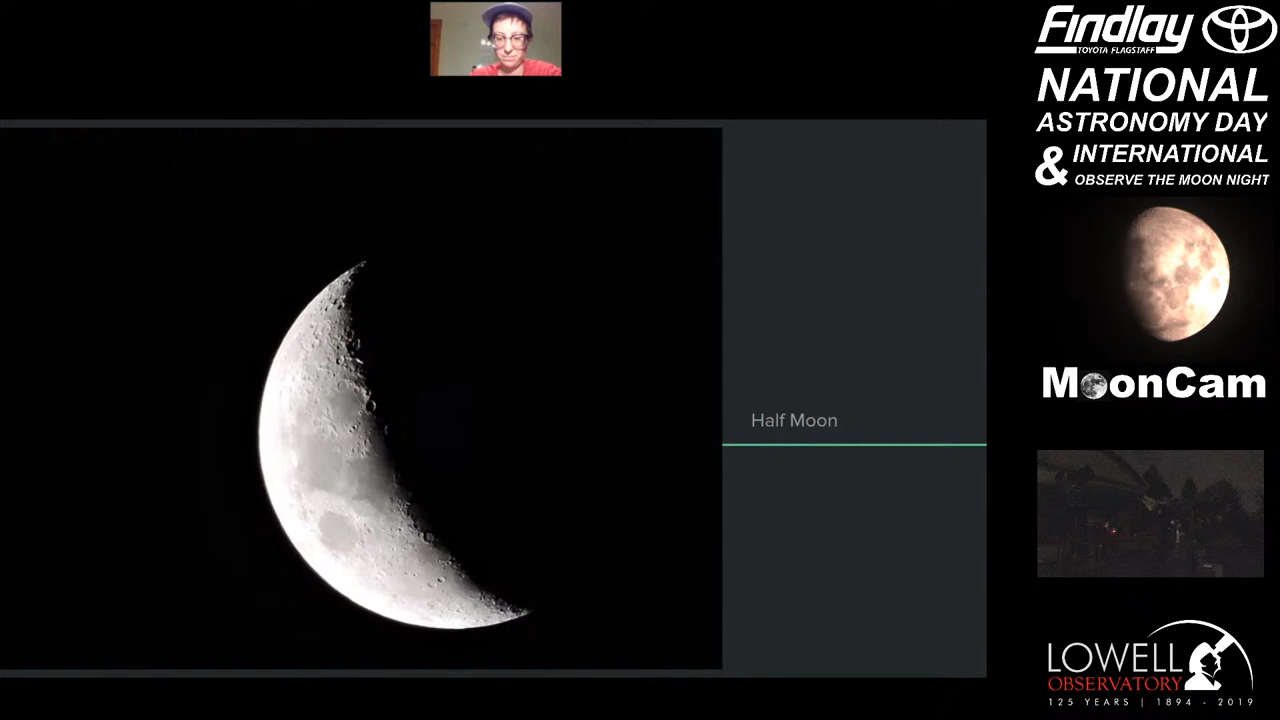 Findlay
TOYOTA FLAGSTAFF
NATIONAL
ASTRONOMY DAY
& INTERNATIONAL
OBSERVE THE MOON NIGHT
Half Moon
MoonCam
LOWELL
OBSERVATORY
125 YEARS | 1894 - 2019